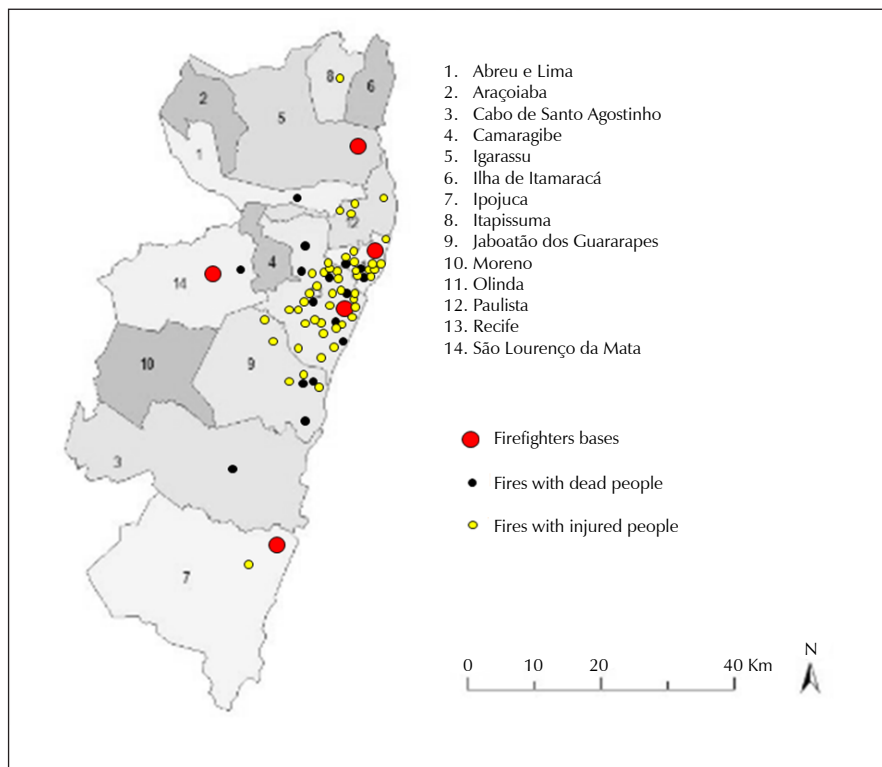 8
6
2
5
1
12
4
14
10
9
3
7
1. Abreu e Lima
2. Araçoiaba
3. Cabo de Santo Agostinho
4. Camaragibe
5. Igarassu
6. Ilha de Itamaracá
7. Ipojuca
8. Itapissuma
9. Jaboatão dos Guararapes
10. Moreno
11. Olinda
12. Paulista
13. Recife
14. São Lourenço da Mata
Firefighters bases
Fires with dead people
Fires with injured people
N
0 10 20 40 Km